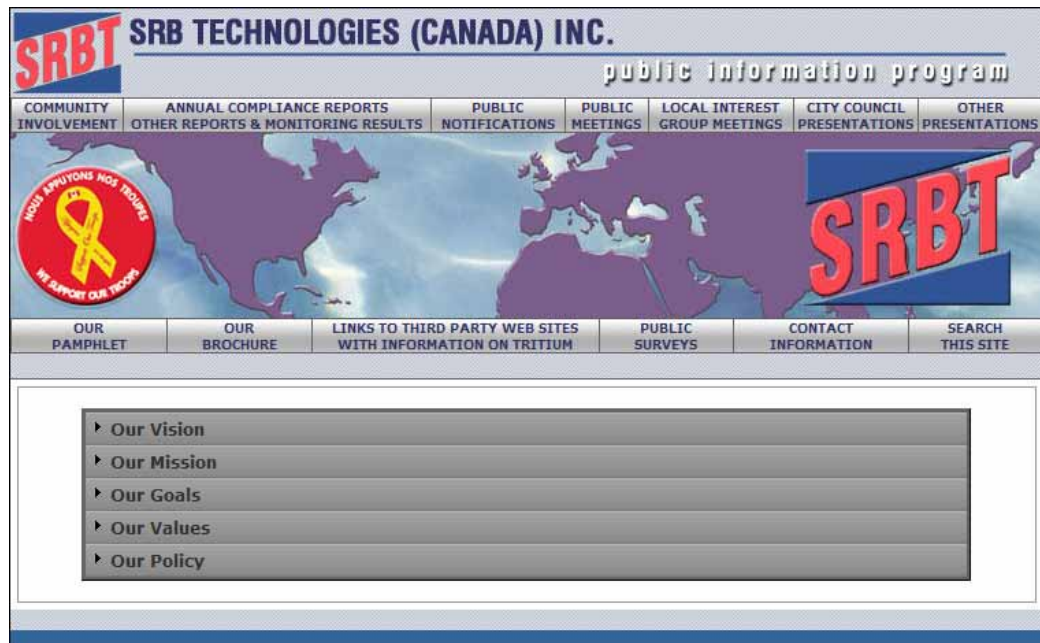 SRBT
SRB TECHNOLOGIES (CANADA) INC.
public information program
COMMUNITY INVOLVEMENT
ANNUAL COMPLIANCE REPORTS
OTHER REPORTS & MONITORING RESULTS
PUBLIC NOTIFICATIONS
PUBLIC MEETINGS
LOCAL INTEREST GROUP MEETINGS
CITY COUNCIL PRESENTATIONS
OTHER PRESENTATIONS
NOUS APPUYONS NOS TROUPES
WE SUPPORT OUR TROOPS
SRBT
OUR PAMPHLET
OUR BROCHURE
LINKS TO THIRD PARTY WEB SITES
WITH INFORMATION ON TRITIUM
PUBLIC SURVEYS
CONTACT INFORMATION
SEARCH THIS SITE
Our Vision
Our Mission
Our Goals
Our Values
Our Policy